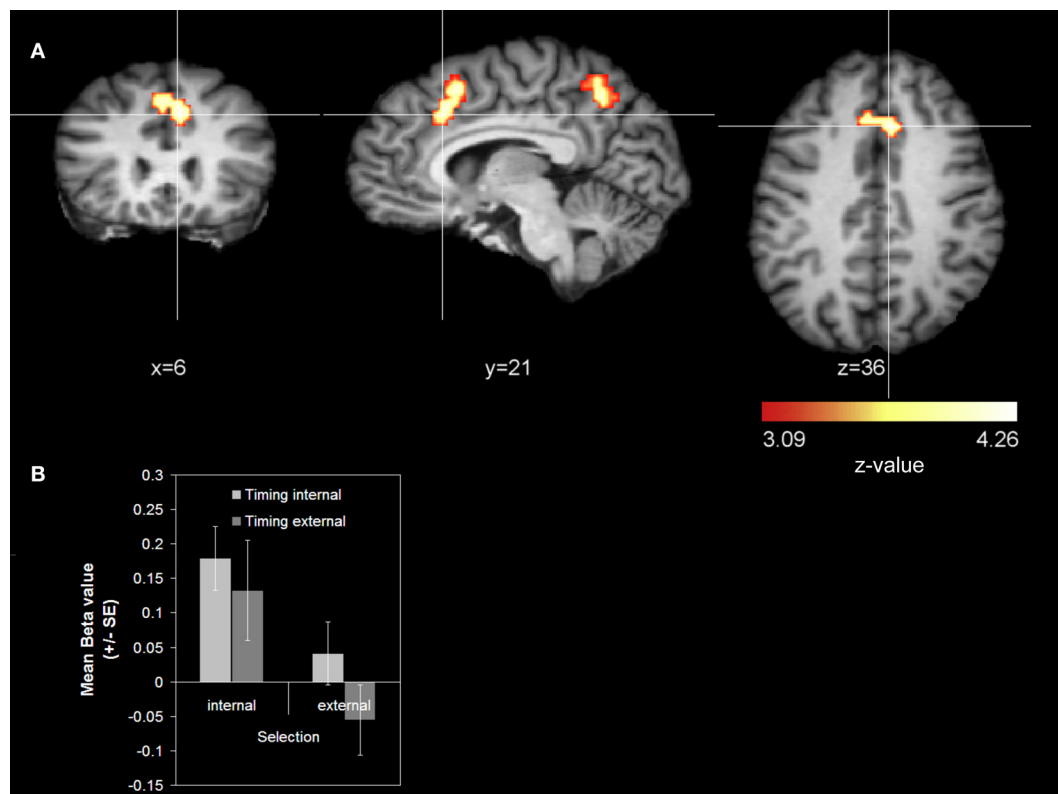 A
x=6
y=21
z=36
3.09 4.26
z-value
B
0.3
0.25
0.2
0.15
0.1
0.05
0
-0.05
-0.1
-0.15
Mean Beta value
(+/- SE)
Timing internal
Timing external
internal external
Selection